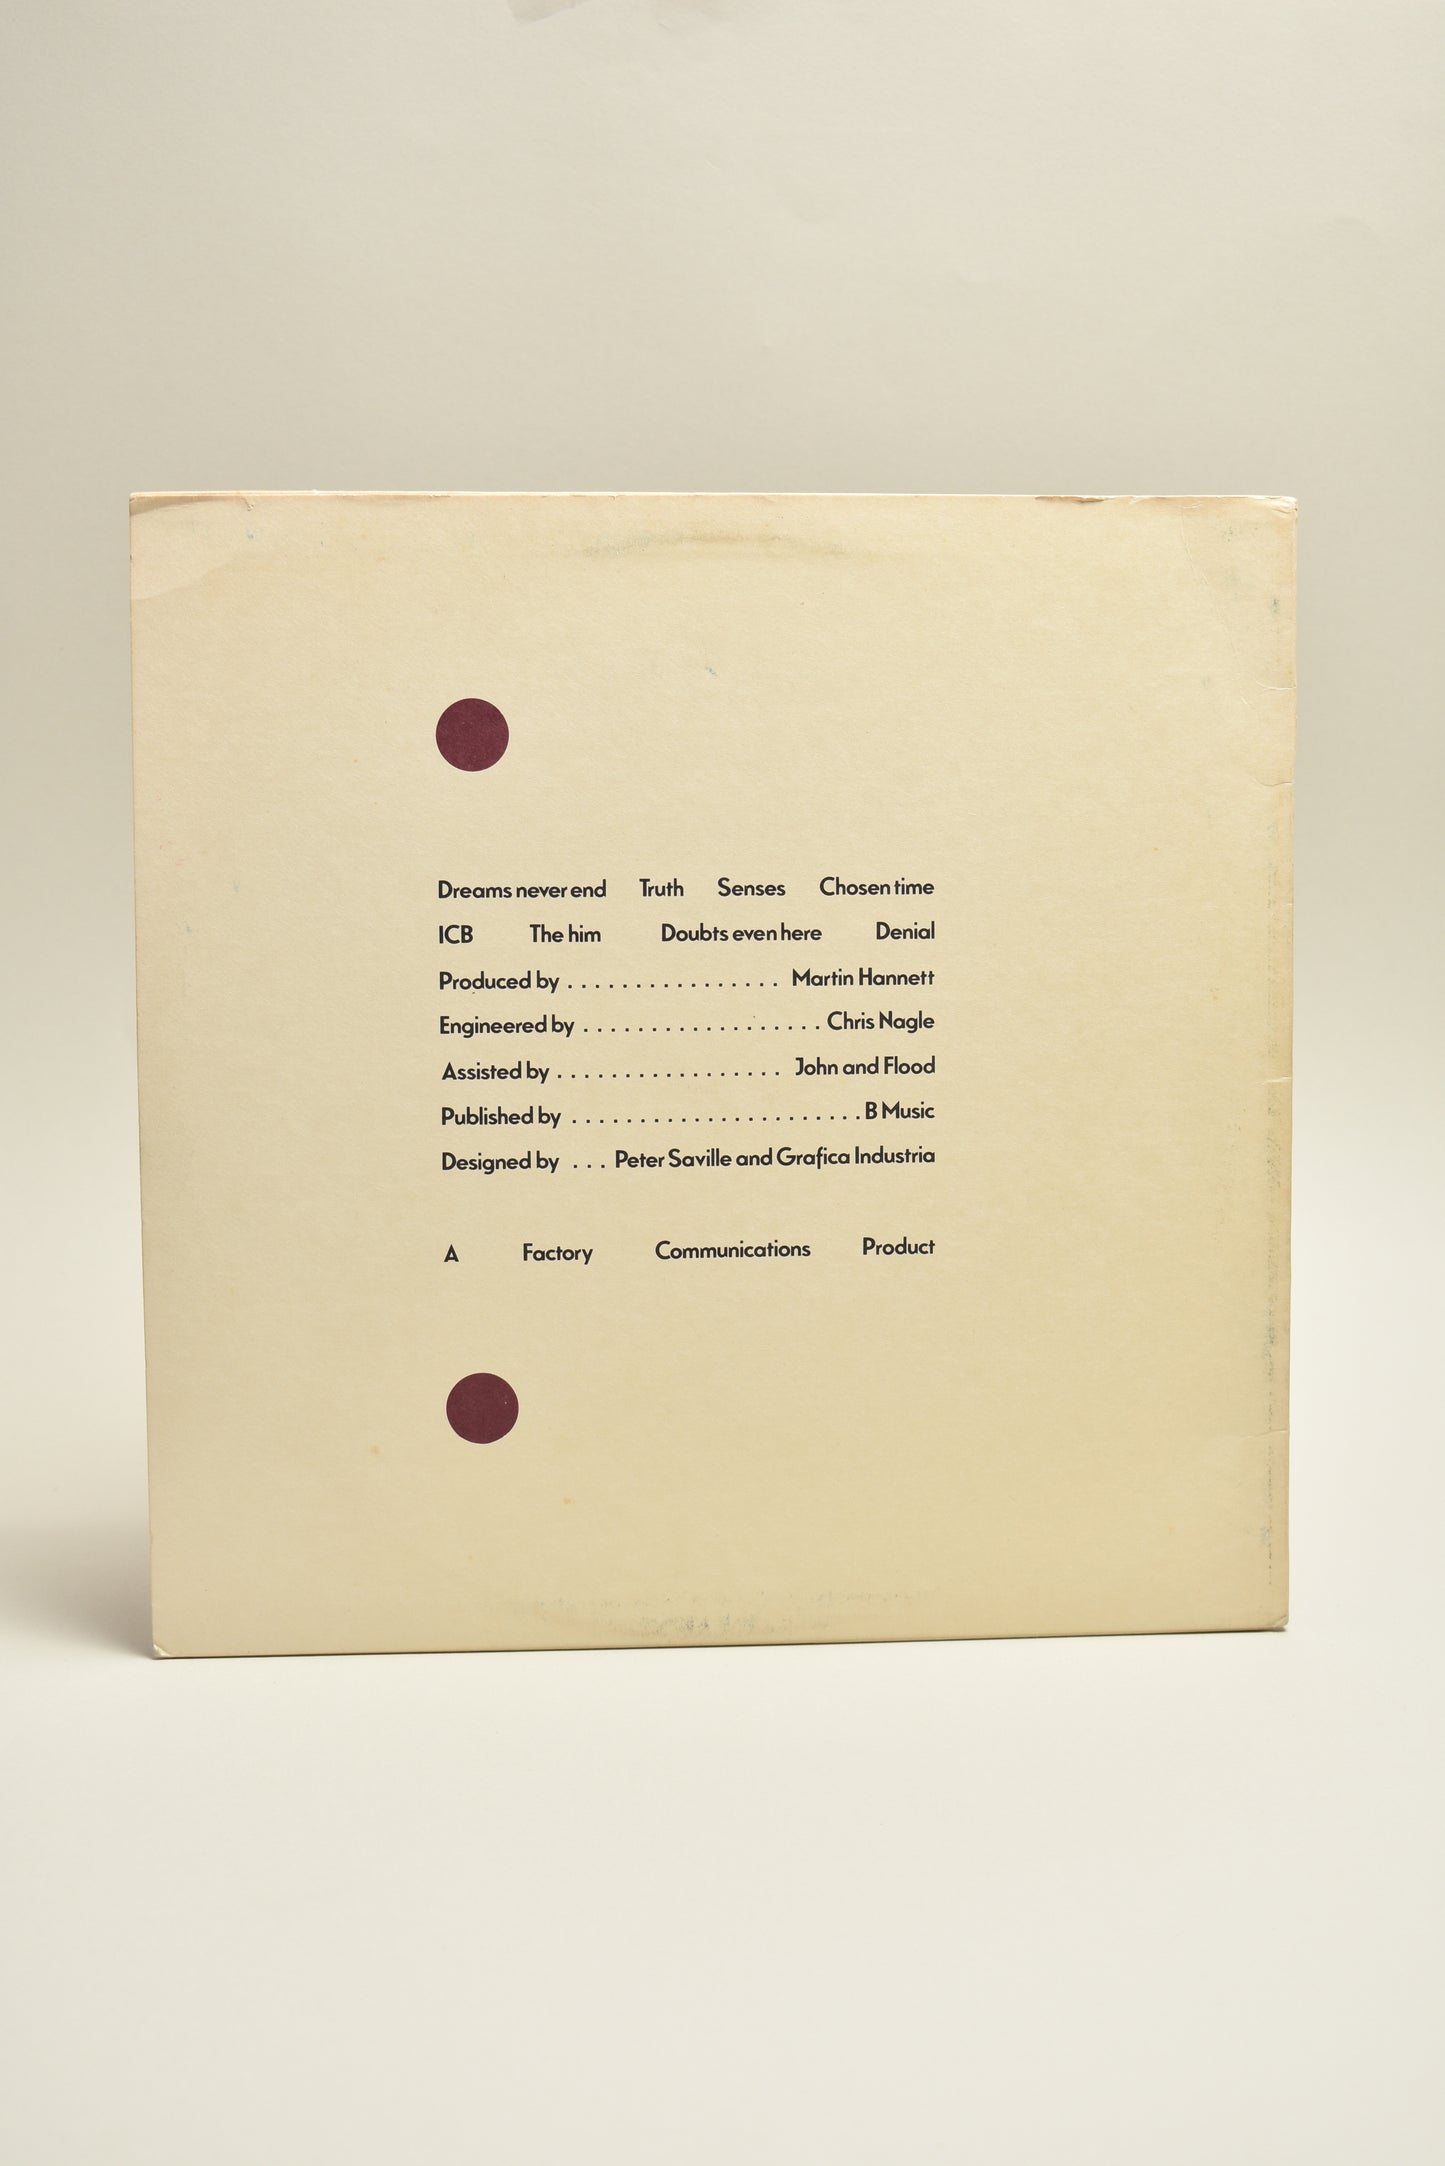 Dreams never end Truth Senses Chosen time
ICB The him Doubts even here Denial
Produced by . . . . . . . . . . . . . . . . Martin Hannett
Engineered by . . . . . . . . . . . . . . . . . . Chris Nagle
Assisted by . . . . . . . . . . . . . . . . . John and Flood
Published by . . . . . . . . . . . . . . . . . . . . . . B Music
Designed by . . . Peter Saville and Grafica Industria
A Factory Communications Product